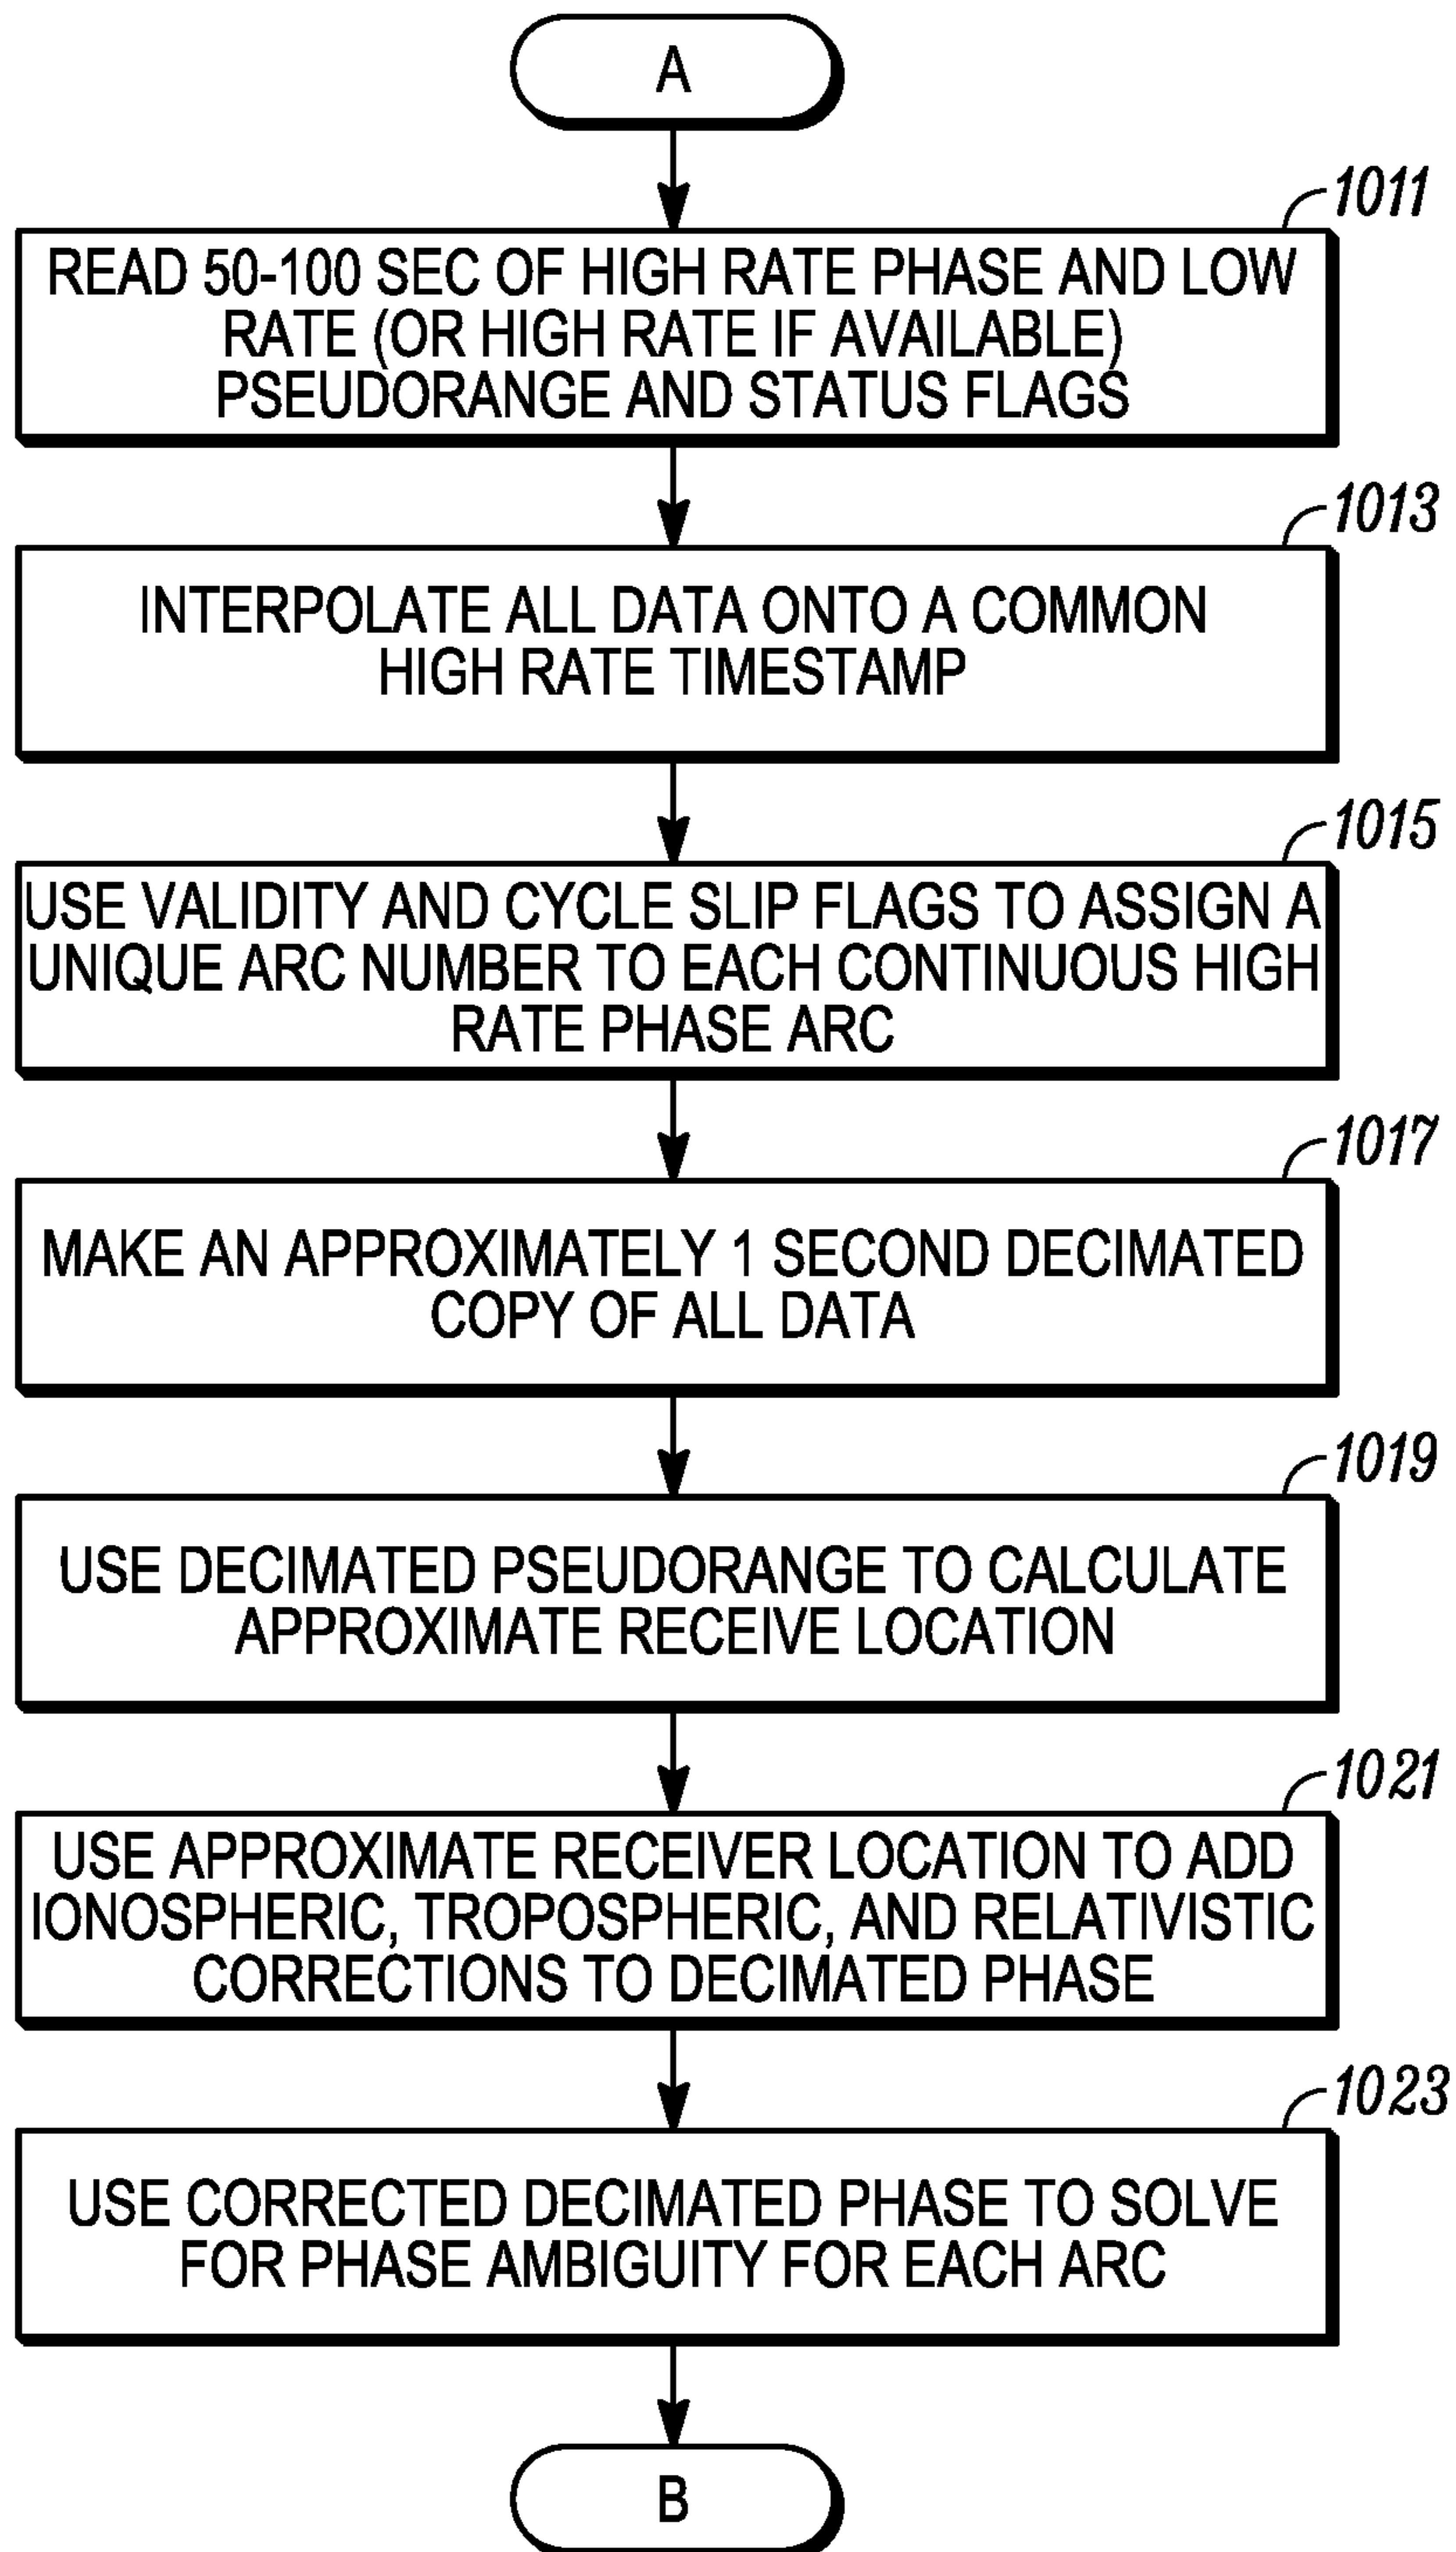 A
1011
READ 50-100 SEC OF HIGH RATE PHASE AND LOW
RATE (OR HIGH RATE IF AVAILABLE)
PSEUDORANGE AND STATUS FLAGS
1013
INTERPOLATE ALL DATA ONTO A COMMON
HIGH RATE TIMESTAMP
1015
USE VALIDITY AND CYCLE SLIP FLAGS TO ASSIGN A
UNIQUE ARC NUMBER TO EACH CONTINUOUS HIGH
RATE PHASE ARC
1017
MAKE AN APPROXIMATELY 1 SECOND DECIMATED
COPY OF ALL DATA
1019
USE DECIMATED PSEUDORANGE TO CALCULATE
APPROXIMATE RECEIVE LOCATION
1021
USE APPROXIMATE RECEIVER LOCATION TO ADD
IONOSPHERIC, TROPOSPHERIC, AND RELATIVISTIC
CORRECTIONS TO DECIMATED PHASE
1023
USE CORRECTED DECIMATED PHASE TO SOLVE
FOR PHASE AMBIGUITY FOR EACH ARC
B